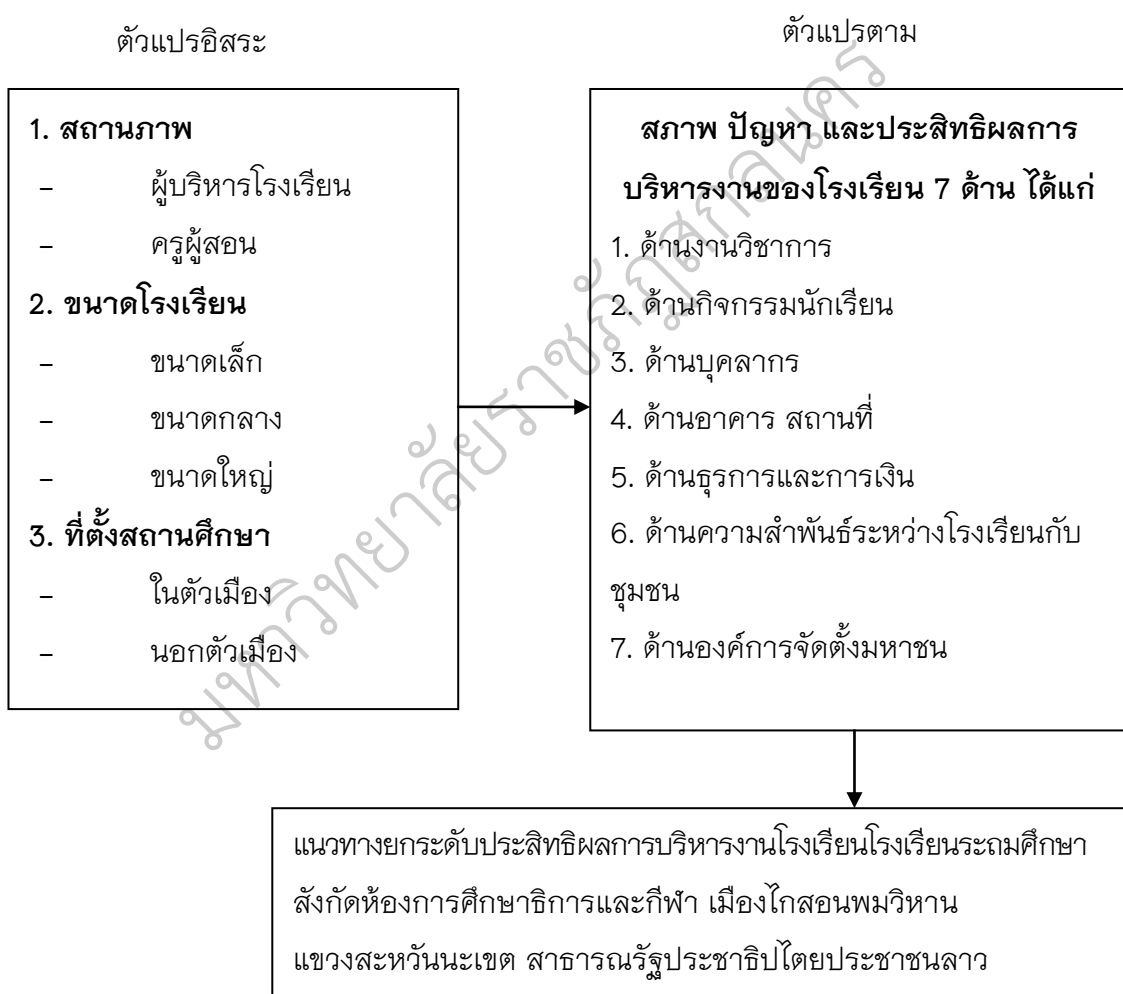 ตัวแปรอิสระ
1. สถานภาพ
– ผู้บริหารโรงเรียน
– ครูผู้สอน
2. ขนาดโรงเรียน
– ขนาดเล็ก
– ขนาดกลาง
– ขนาดใหญ่
3. ที่ตั้งสถานศึกษา
– ในตัวเมือง
– นอกตัวเมือง
ตัวแปรตาม
สภาพ ปัญหา และประสิทธิผลการ
บริหารงานของโรงเรียน 7 ด้าน ได้แก่
1. ด้านงานวิชาการ
2. ด้านกิจกรรมนักเรียน
3. ด้านบุคลากร
4. ด้านอาคาร สถานที่
5. ด้านธุรการและการเงิน
6. ด้านความสำพันธ์ระหว่างโรงเรียนกับ
ชุมชน
7. ด้านองค์การจัดตั้งมหาชน
แนวทางยกระดับประสิทธิผลการบริหารงานโรงเรียนโรงเรียนระถมศึกษา
สังกัดห้องการศึกษาธิการและกีฬา เมืองไกสอนพมวิหาน
แขวงสะหวันนะเขต สาธารณรัฐประชาธิปไตยประชาชนลาว
มหาวิทยาลัยราชภัฏสกลนคร